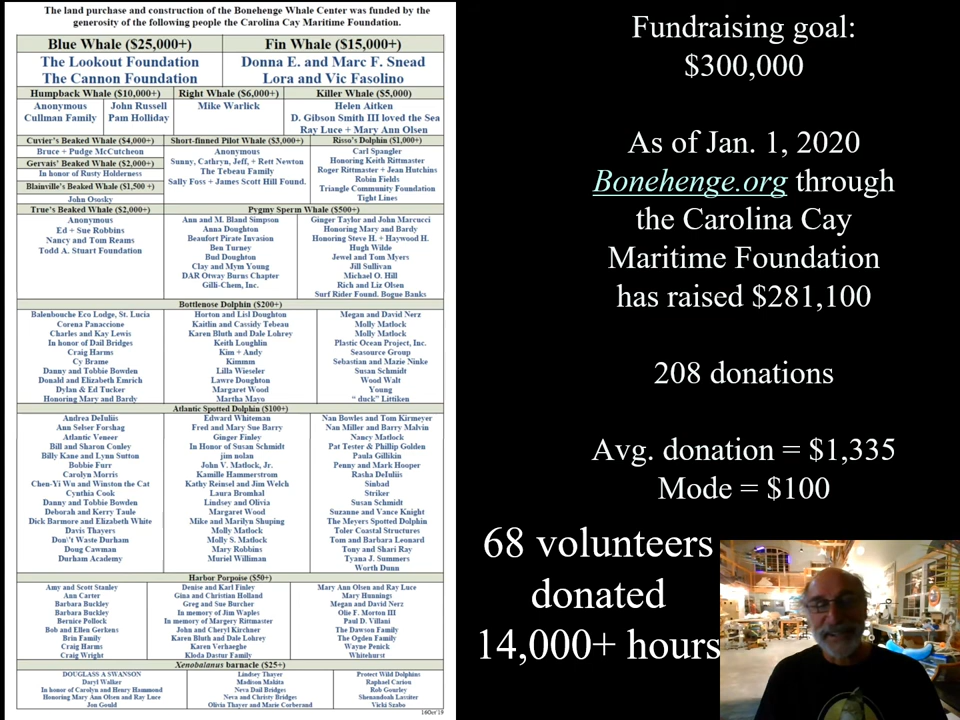 The land purchase and construction of the Bonehenge Whale Center was funded by the
generosity of the following people the Carolina Cay Maritime Foundation.
Blue Whale ($25,000+)
The Lookout Foundation
The Cannon Foundation
Fin Whale ($15,000+)
Donna E. and Marc F. Snead
Lora and Vic Fasolino
Humpback Whale ($10,000+)
Anonymous
Cullman Family
John Russell
Pam Holliday
Right Whale ($6,000+)
Mike Warlick
Killer Whale ($5,000)
Helen Aitken
D. Gibson Smith III loved the Sea
Ray Luce + Mary Ann Olsen
Cuvier's Beaked Whale ($4,000+)
Bruce + Pudge McCutcheon
Gervais' Beaked Whale ($2,000+)
In honor of Rusty Holderness
Blainville's Beaked Whale ($1,500 +)
John Ososky
Short-finned Pilot Whale ($3,000+)
Anonymous
Sunny, Cathryn, Jeff, + Rett Newton
The Tebeau Family
Sally Foss + James Scott Hill Found.
Risso's Dolphin ($1,000+)
Carl Spangler
Honoring Keith Rittmaster
Roger Rittmaster + Jean Hutchins
Robin Fields
Triangle Community Foundation
Tight Lines
True's Beaked Whale ($2,000+)
Anonymous
Ed + Sue Robbins
Nancy and Tom Reams
Todd A. Stuart Foundation
Pygmy Sperm Whale ($500+)
Ann and M. Bland Simpson
Anna Doughton
Beaufort Pirate Invasion
Ben Turney
Bud Doughton
Clay and Mym Young
DAR Otway Burns Chapter
Gilli-Chem, Inc.
Ginger Taylor and John Marcucci
Honoring Mary and Bardy
Honoring Steve H. + Haywood H.
Hugh Wilde
Jewel and Tom Myers
Jill Sullivan
Michael O. Hill
Rich and Liz Olsen
Surf Rider Found. Bogue Banks
Bottlenose Dolphin ($200+)
Balenbouche Eco Lodge, St. Lucia
Corena Panaccione
Charles and Kay Lewis
In honor of Dail Bridges
Craig Harms
Cy Brame
Danny and Tobbie Bowden
Donald and Elizabeth Emrich
Dylan & Ed Tucker
Honoring Mary and Bardy
Horton and Lisl Doughton
Kaitlin and Cassidy Tebeau
Karen Bluth and Dale Lohrey
Keith Loughlin
Kim + Andy
Kimmm
Lilla Wieseler
Lawre Doughton
Margaret Wood
Martha Mayo
Megan and David Nerz
Molly Matlock
Molly Matlock
Plastic Ocean Project, Inc.
Seasource Group
Sebastian and Mazie Ninke
Susan Schmidt
Wood Walt
Young
" duck" Littiken
Atlantic Spotted Dolphin ($100+)
Andrea DeIuliis
Ann Selser Forshag
Atlantic Veneer
Bill and Sharon Conley
Billy Kane and Lynn Sutton
Bobbie Furr
Carolyn Morris
Chen-Yi Wu and Winston the Cat
Cynthia Cook
Danny and Tobbie Bowden
Deborah and Kerry Taule
Dick Barmore and Elizabeth White
Davis Thayers
Don\'t Waste Durham
Doug Cawman
Durham Academy
Edward Whiteman
Fred and Mary Sue Barry
Ginger Finley
In Honor of Susan Schmidt
jim nolan
John V. Matlock, Jr.
Kamille Hammerstrom
Kathy Reinsel and Jim Welch
Laura Bromhal
Lindsey and Olivia
Margaret Wood
Mike and Marilyn Shuping
Molly Matlock
Molly S. Matlock
Mary Robbins
Muriel Williman
Nan Bowles and Tom Kirmeyer
Nan Miller and Barry Malvin
Nancy Matlock
Pat Tester & Phillip Golden
Paula Gillikin
Penny and Mark Hooper
Rasha DeIuliis
Sinbad
Striker
Susan Schmidt
Suzanne and Vance Knight
The Meyers Spotted Dolphin
Toler Coastal Structures
Tom and Barbara Leonard
Tony and Shari Ray
Tyana J. Summers
Worth Dunn
Harbor Porpoise ($50+)
Amy and Scott Stanley
Ann Carter
Barbara Buckley
Barbara Buckley
Bernice Pollock
Bob and Ellen Gerkens
Brin Family
Craig Harms
Craig Wright
Denise and Karl Finley
Gina and Christian Holland
Greg and Sue Burcher
In memory of Jim Waples
In memory of Margery Rittmaster
John and Cheryl Kirchner
Karen Bluth and Dale Lohrey
Karen Verhaeghe
Kloda Dastur Family
Mary Ann Olsen and Ray Luce
Mary Hunnings
Megan and David Nerz
Olie F. Morton III
Paul D. Villani
The Dawson Family
The Ogden Family
Wayne Penick
Whitehurst
Xenobalanus barnacle ($25+)
DOUGLASS A SWANSON
Daryl Walker
In honor of Carolyn and Henry Hammond
Honoring Mary Ann Olsen and Ray Luce
Jon Gould
Lindsey Thayer
Madison Makita
Neva Dail Bridges
Neva and Christy Bridges
Olivia Thayer and Marie Corberand
Protect Wild Dolphins
Raphael Cariou
Rob Gourley
Shenandoah Lassiter
Vicki Szabo
16Oct'19
Fundraising goal:
$300,000
As of Jan. 1, 2020
Bonehenge.org through
the Carolina Cay
Maritime Foundation
has raised $281,100
208 donations
Avg. donation = $1,335
Mode = $100
68 volunteers
donated
14,000+ hours